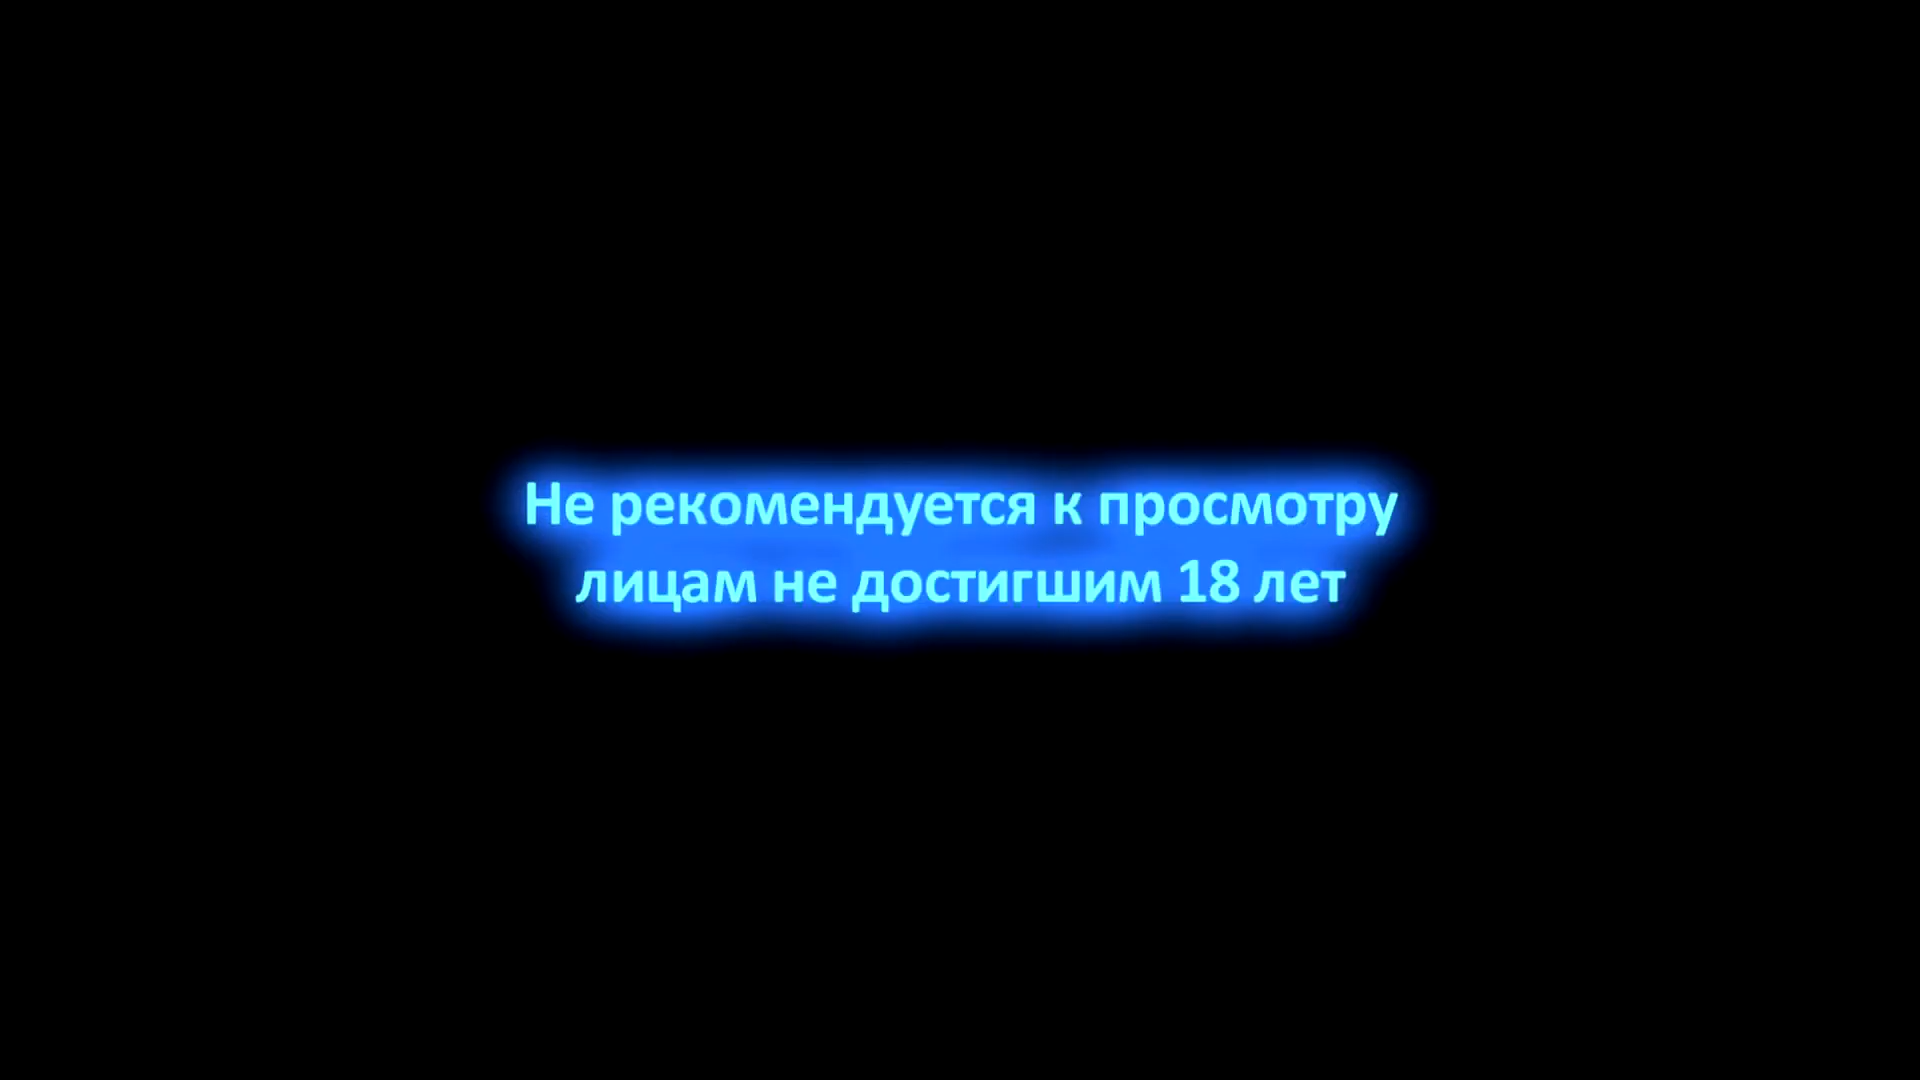 Не рекомендуется к просмотру
лицам не достигшим 18 лет